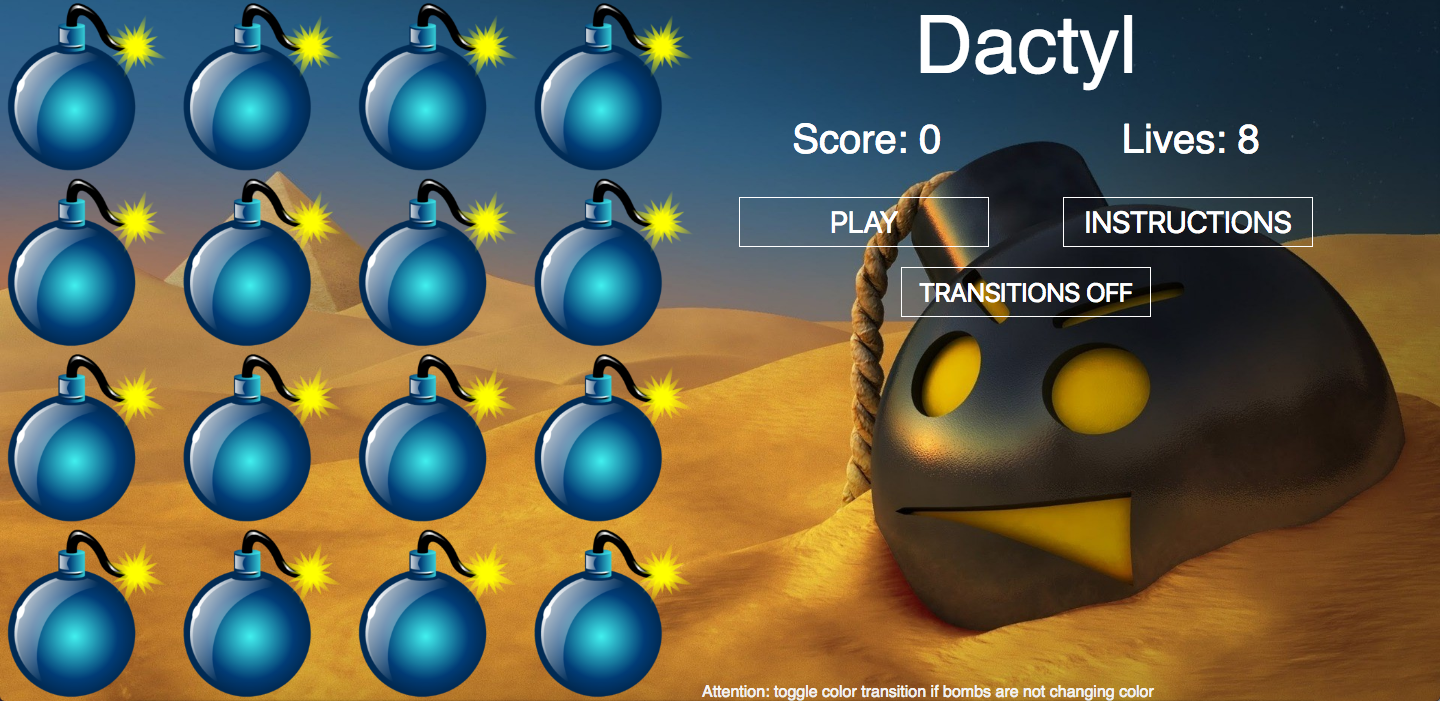 Dactyl
Score: 0
Lives: 8
PLAY
INSTRUCTIONS
TRANSITIONS OFF
Attention: toggle color transition if bombs are not changing color